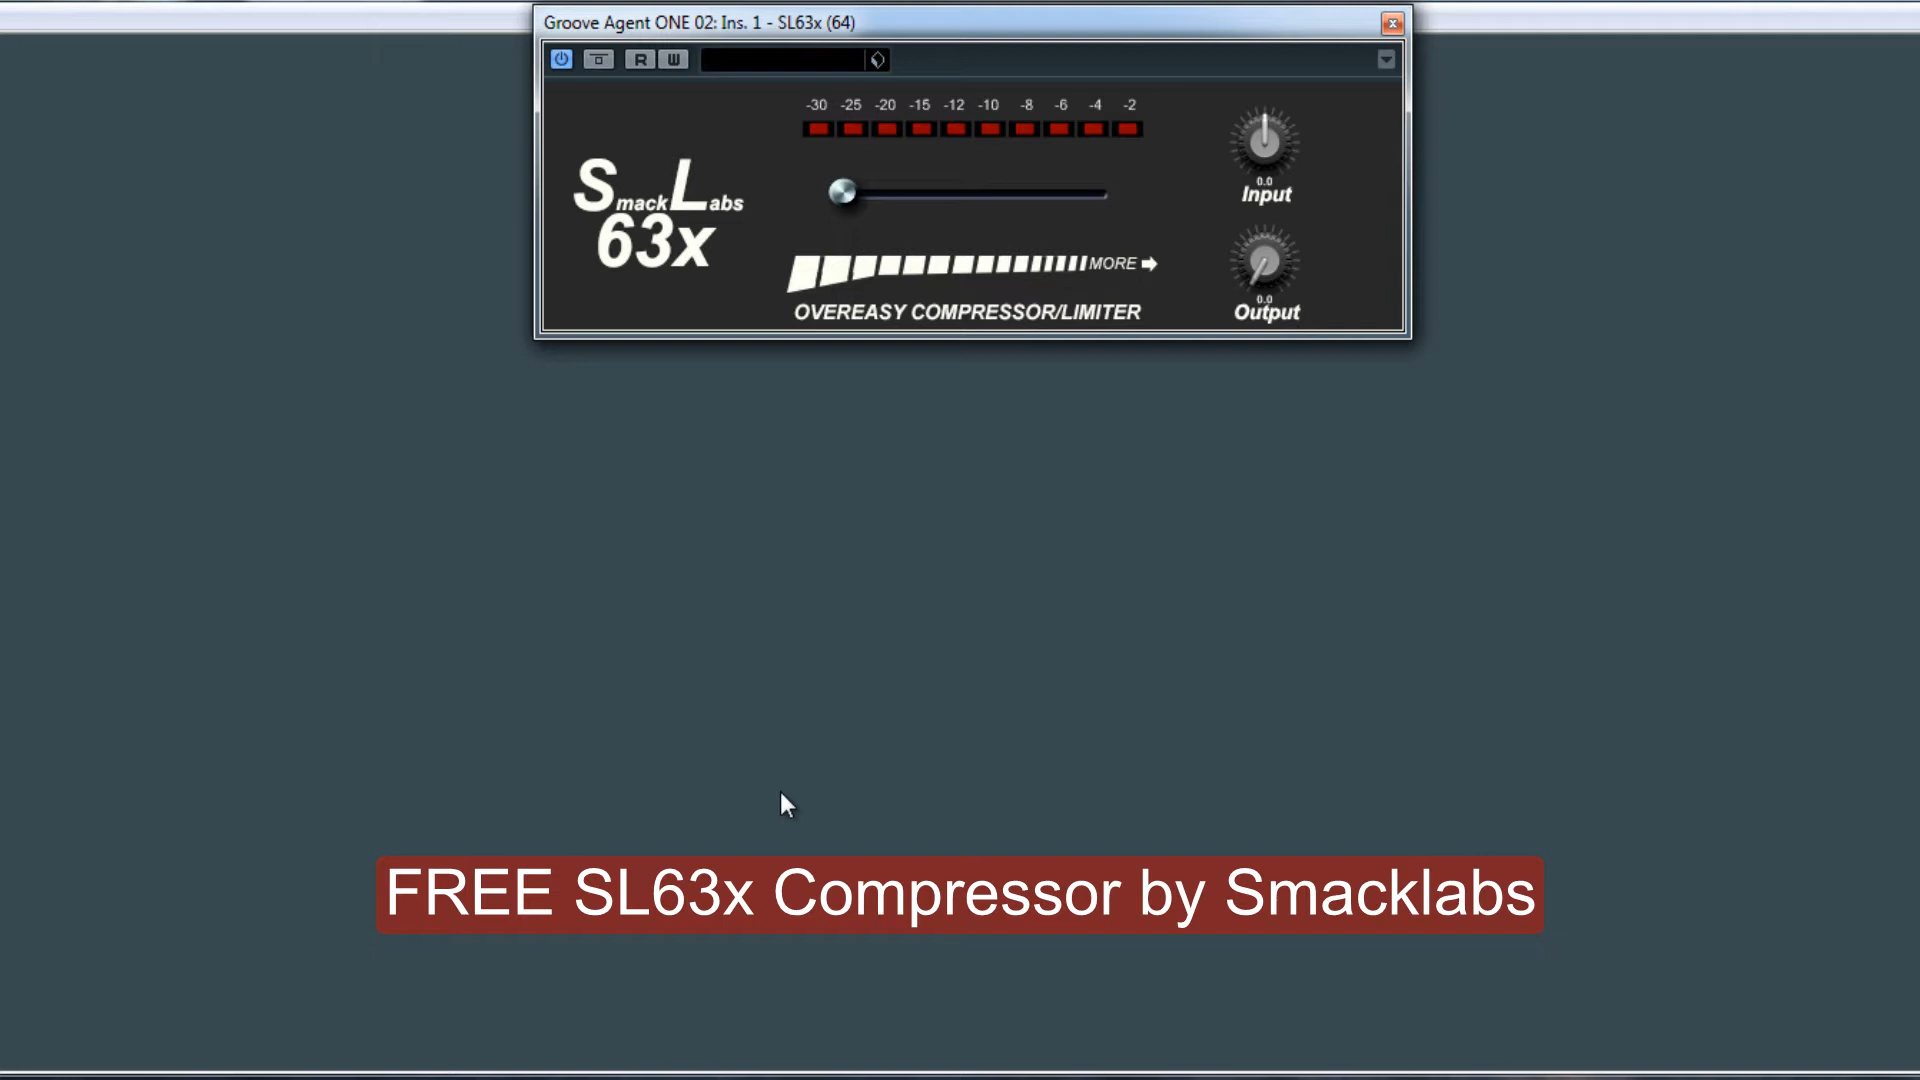 Groove Agent ONE 02: Ins. 1 - SL63x (64)
R W
-30 -25 -20 -15 -12 -10 -8 -6 -4 -2
SmackLabs
63x
0.0
Input
MORE
0.0
Output
OVEREASY COMPRESSOR/LIMITER
FREE SL63x Compressor by Smacklabs